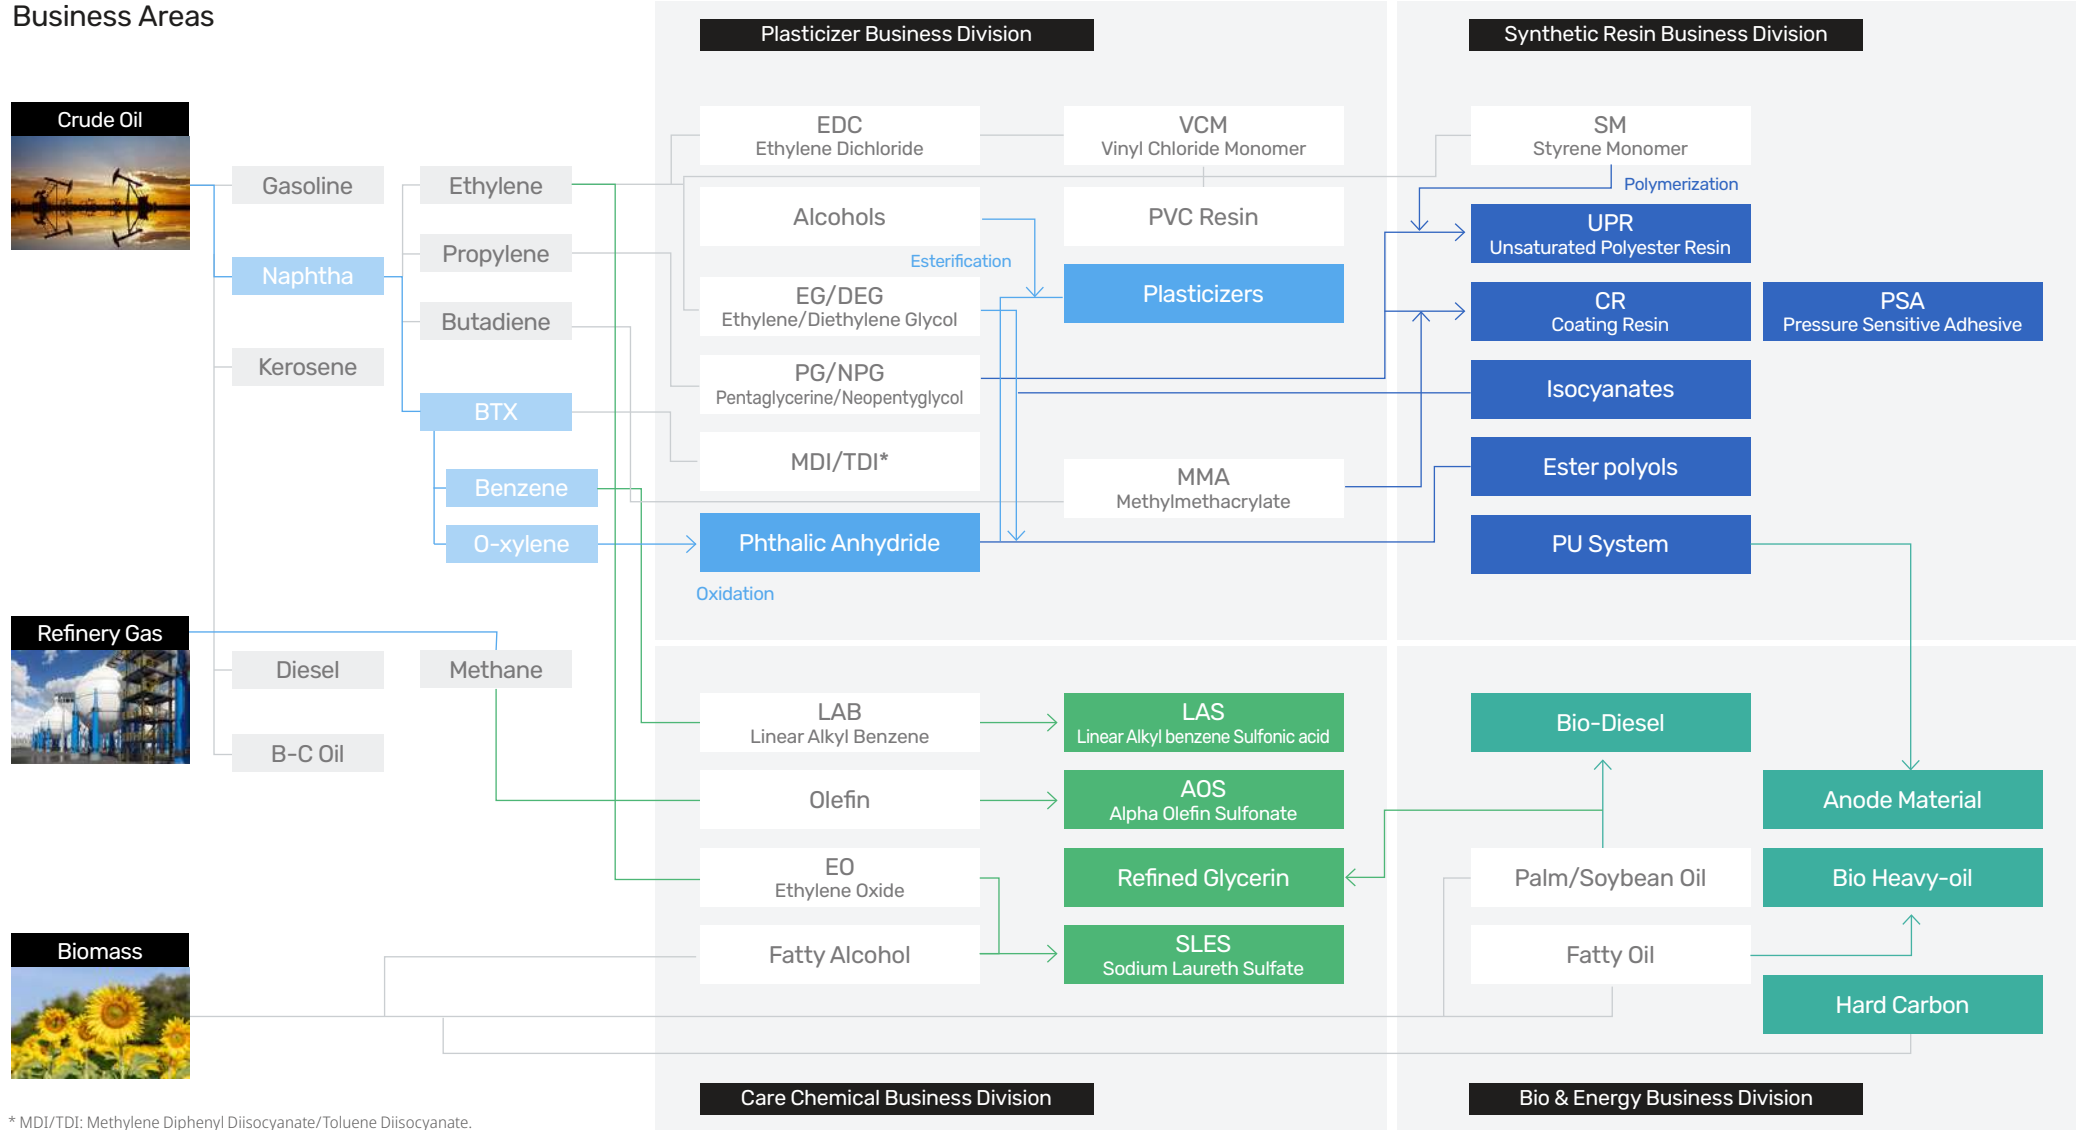 Business Areas
Plasticizer Business Division
Synthetic Resin Business Division
Crude Oil
Gasoline
Naphtha
Kerosene
Ethylene
Propylene
Butadiene
BTX
Benzene
O-xylene
EDC
Ethylene Dichloride
VCM
Vinyl Chloride Monomer
Alcohols
PVC Resin
Esterification
EG/DEG
Ethylene/Diethylene Glycol
Plasticizers
PG/NPG
Pentaglycerine/Neopentyglycol
MDI/TDI*
MMA
Methylmethacrylate
Phthalic Anhydride
Oxidation
SM
Styrene Monomer
Polymerization
UPR
Unsaturated Polyester Resin
CR
Coating Resin
PSA
Pressure Sensitive Adhesive
Isocyanates
Ester polyols
PU System
Refinery Gas
Diesel
Methane
B-C Oil
LAB
Linear Alkyl Benzene
LAS
Linear Alkyl benzene Sulfonic acid
Olefin
AOS
Alpha Olefin Sulfonate
EO
Ethylene Oxide
Refined Glycerin
Fatty Alcohol
SLES
Sodium Laureth Sulfate
Bio-Diesel
Anode Material
Palm/Soybean Oil
Bio Heavy-oil
Fatty Oil
Hard Carbon
Biomass
Care Chemical Business Division
Bio & Energy Business Division
* MDI/TDI: Methylene Diphenyl Diisocyanate/Toluene Diisocyanate.